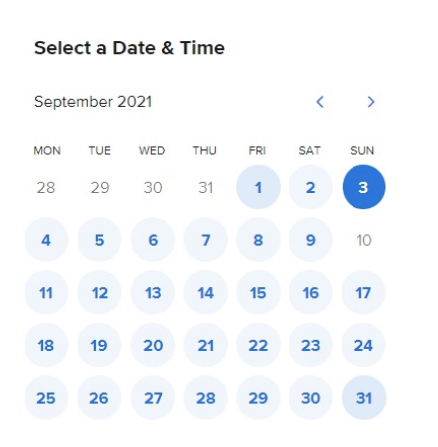 Select a Date & Time
September 2021
MON TUE WED THU FRI SAT SUN
28 29 30 31 1 2 3
4 5 6 7 8 9 10
11 12 13 14 15 16 17
18 19 20 21 22 23 24
25 26 27 28 29 30 31